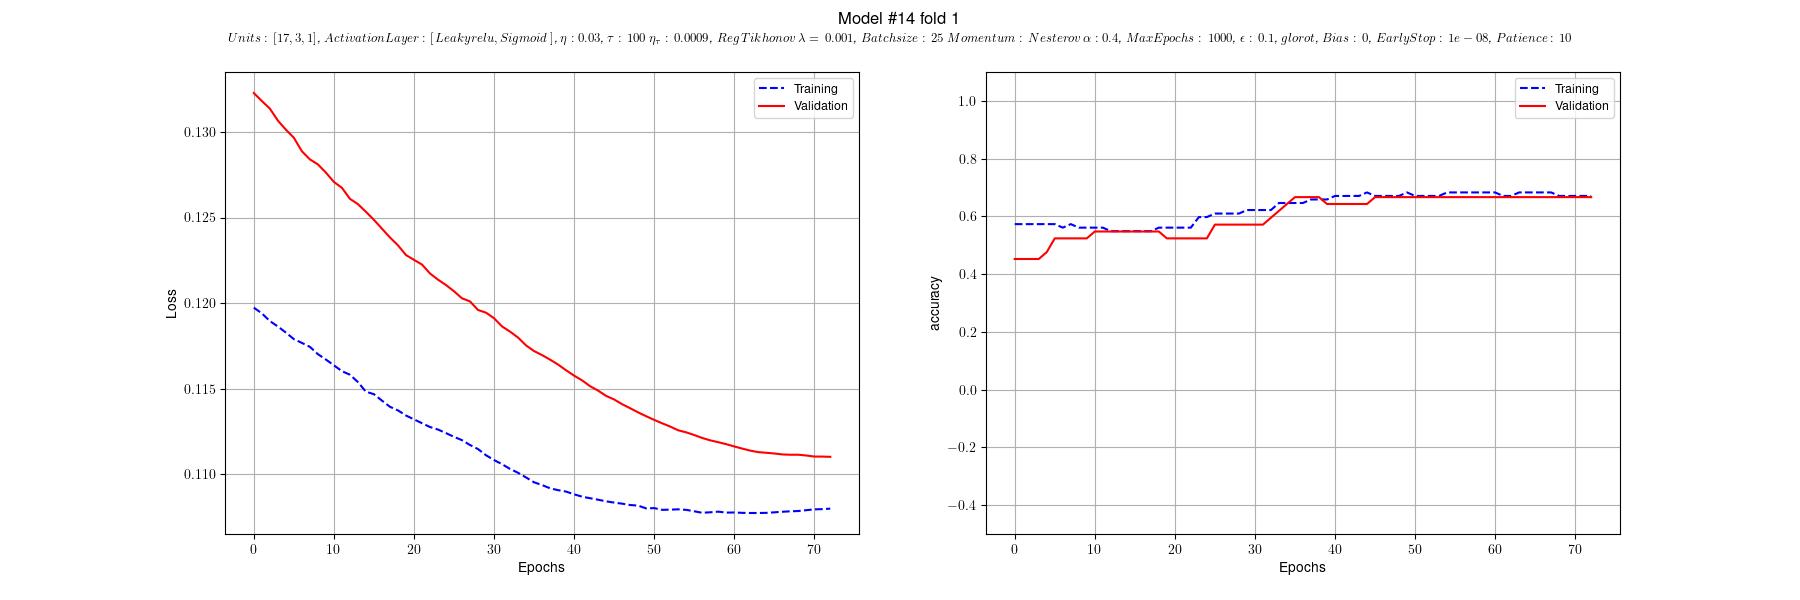 Model #14 fold 1
Units : [17, 3, 1], ActivationLayer : [Leakyrelu, Sigmoid ], η : 0.03, τ : 100 η_τ : 0.0009, RegTikhonov λ = 0.001, Batchsize : 25 Momentum : Nesterov α : 0.4, MaxEpochs : 1000, ϵ : 0.1, glorot, Bias : 0, EarlyStop : 1e − 08, Patience : 10
Training
Validation
0.130
0.125
0.120
0.115
0.110
Loss
0 10 20 30 40 50 60 70
Epochs
Training
Validation
1.0
0.8
0.6
0.4
0.2
0.0
−0.2
−0.4
accuracy
0 10 20 30 40 50 60 70
Epochs